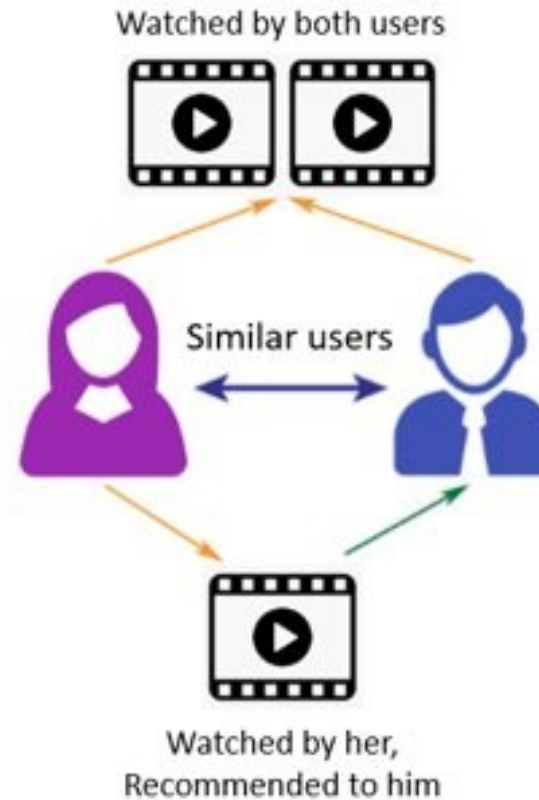 Watched by both users
Similar users
Watched by her,
Recommended to him